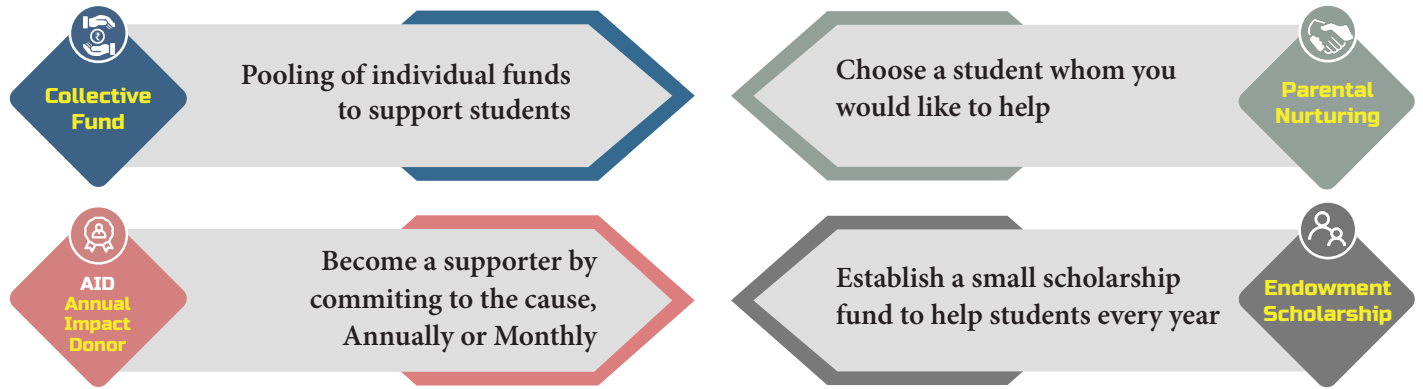 Collective
Fund
Pooling of individual funds
to support students
Choose a student whom you
would like to help
Parental
Nurturing
AID
Annual
Impact
Donor
Become a supporter by
commiting to the cause,
Annually or Monthly
Establish a small scholarship
fund to help students every year
Endowment
Scholarship